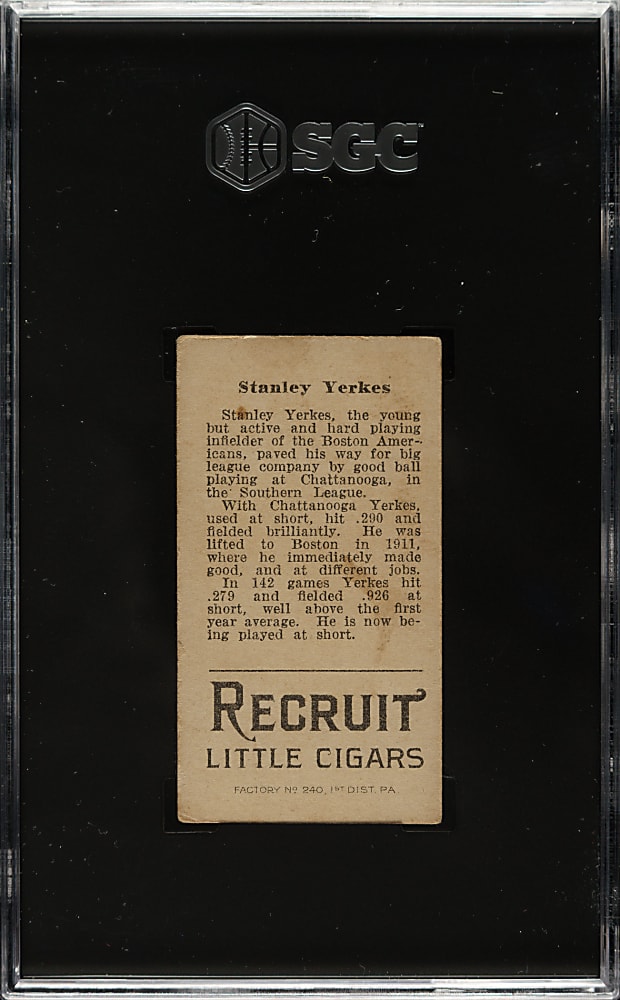 SGC
Stanley Yerkes
Stanley Yerkes, the young
but active and hard playing
infielder of the Boston Amer-
icans, paved his way for big
league company by good ball
playing at Chattanooga, in
the Southern League.
With Chattanooga Yerkes,
used at short, hit .290 and
fielded brilliantly. He was
lifted to Boston in 1911,
where he immediately made
good, and at different jobs.
In 142 games Yerkes hit
.279 and fielded .926 at
short, well above the first
year average. He is now be-
ing played at short.
RECRUIT
LITTLE CIGARS
FACTORY Nº 240, 1ST DIST. PA.